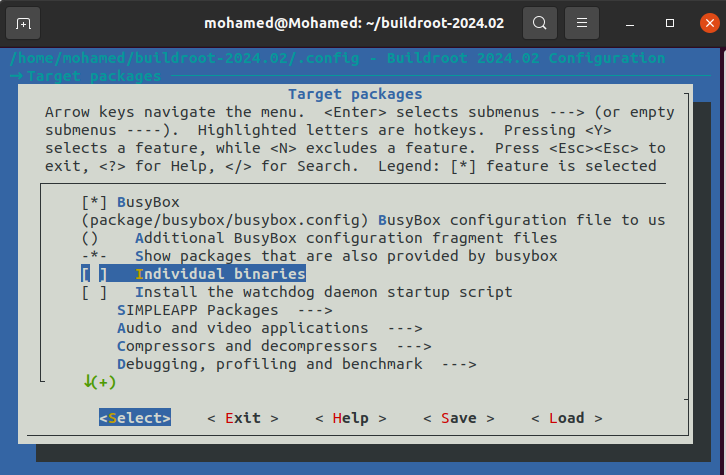 mohamed@Mohamed: ~/buildroot-2024.02
/home/mohamed/buildroot-2024.02/.config - Buildroot 2024.02 Configuration
→ Target packages
Target packages
Arrow keys navigate the menu.  <Enter> selects submenus ---> (or empty
submenus ----).  Highlighted letters are hotkeys.  Pressing <Y>
selects a feature, while <N> excludes a feature.  Press <Esc><Esc> to
exit, <?> for Help, </> for Search.  Legend: [*] feature is selected
[*] BusyBox
(package/busybox/busybox.config) BusyBox configuration file to us
()    Additional BusyBox configuration fragment files
-*-   Show packages that are also provided by busybox
[ ]   Individual binaries
[ ]   Install the watchdog daemon startup script
SIMPLEAPP Packages  --->
Audio and video applications  --->
Compressors and decompressors  --->
Debugging, profiling and benchmark  --->
↓(+)
<Select>    < Exit >    < Help >    < Save >    < Load >